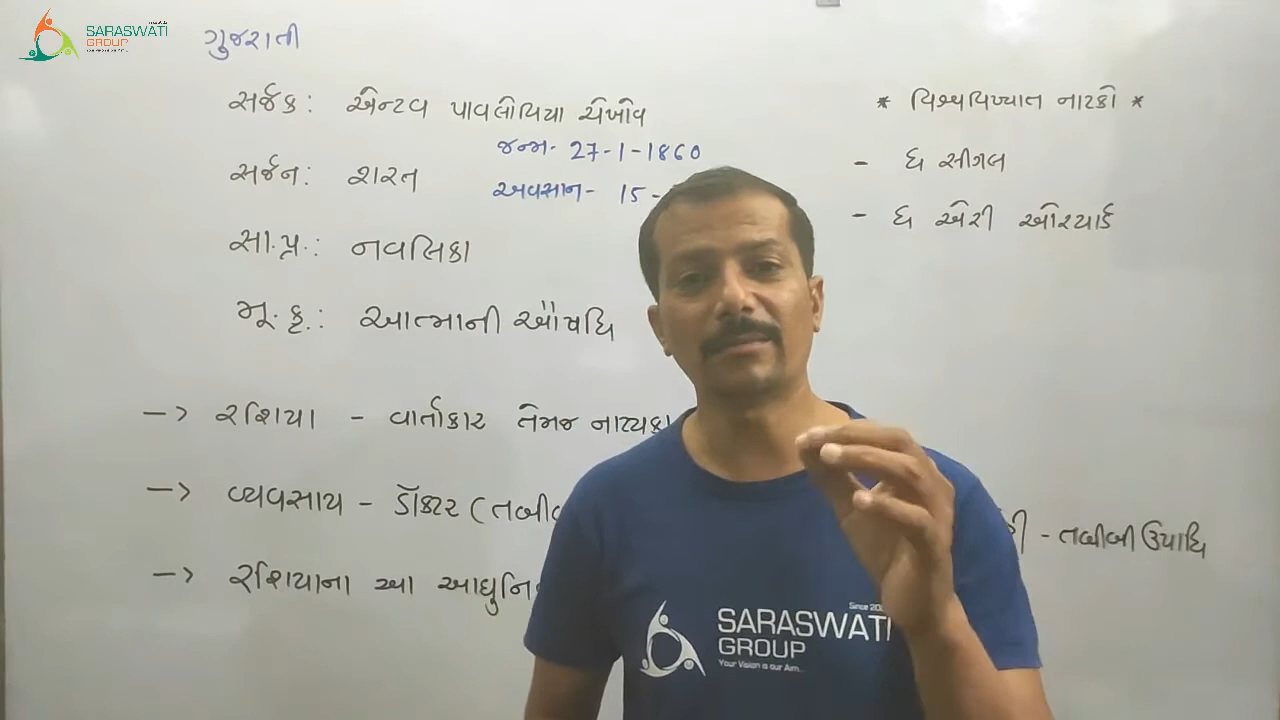 SARASWATI
GROUP
ગુજરાતી
સર્જક: એન્ટવ પાવલોવિચ ચેખોવ
જન્મ- 27-1-1860
સર્જન: શરત
અવસાન- 15-
સા.પ્ર.: નવલિકા
મૂ.કૃ.: આત્માની ઔષધિ
* વિશ્વવિખ્યાત નાટકો *
- ધ સીગલ
- ધ ચેરી ઓરચાર્ડ
-> રશિયા - વાર્તાકાર તેમજ નાટ્યકા
-> વ્યવસાય - ડૉક્ટર (તબીબ
- તબીબી ઉપાધિ
-> રશિયાના આ આધુનિ
Since
SARASWATI
GROUP
Your Vision is our Aim...